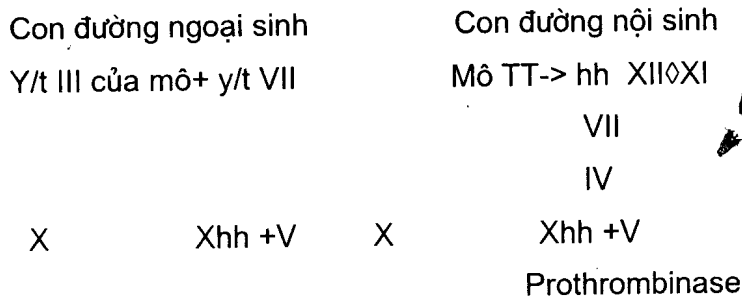 Con đường ngoại sinh Con đường nội sinh
Y/t III của mô+ y/t VII Mô TT-> hh XII◊XI
VII
IV
X Xhh +V X Xhh +V
Prothrombinase